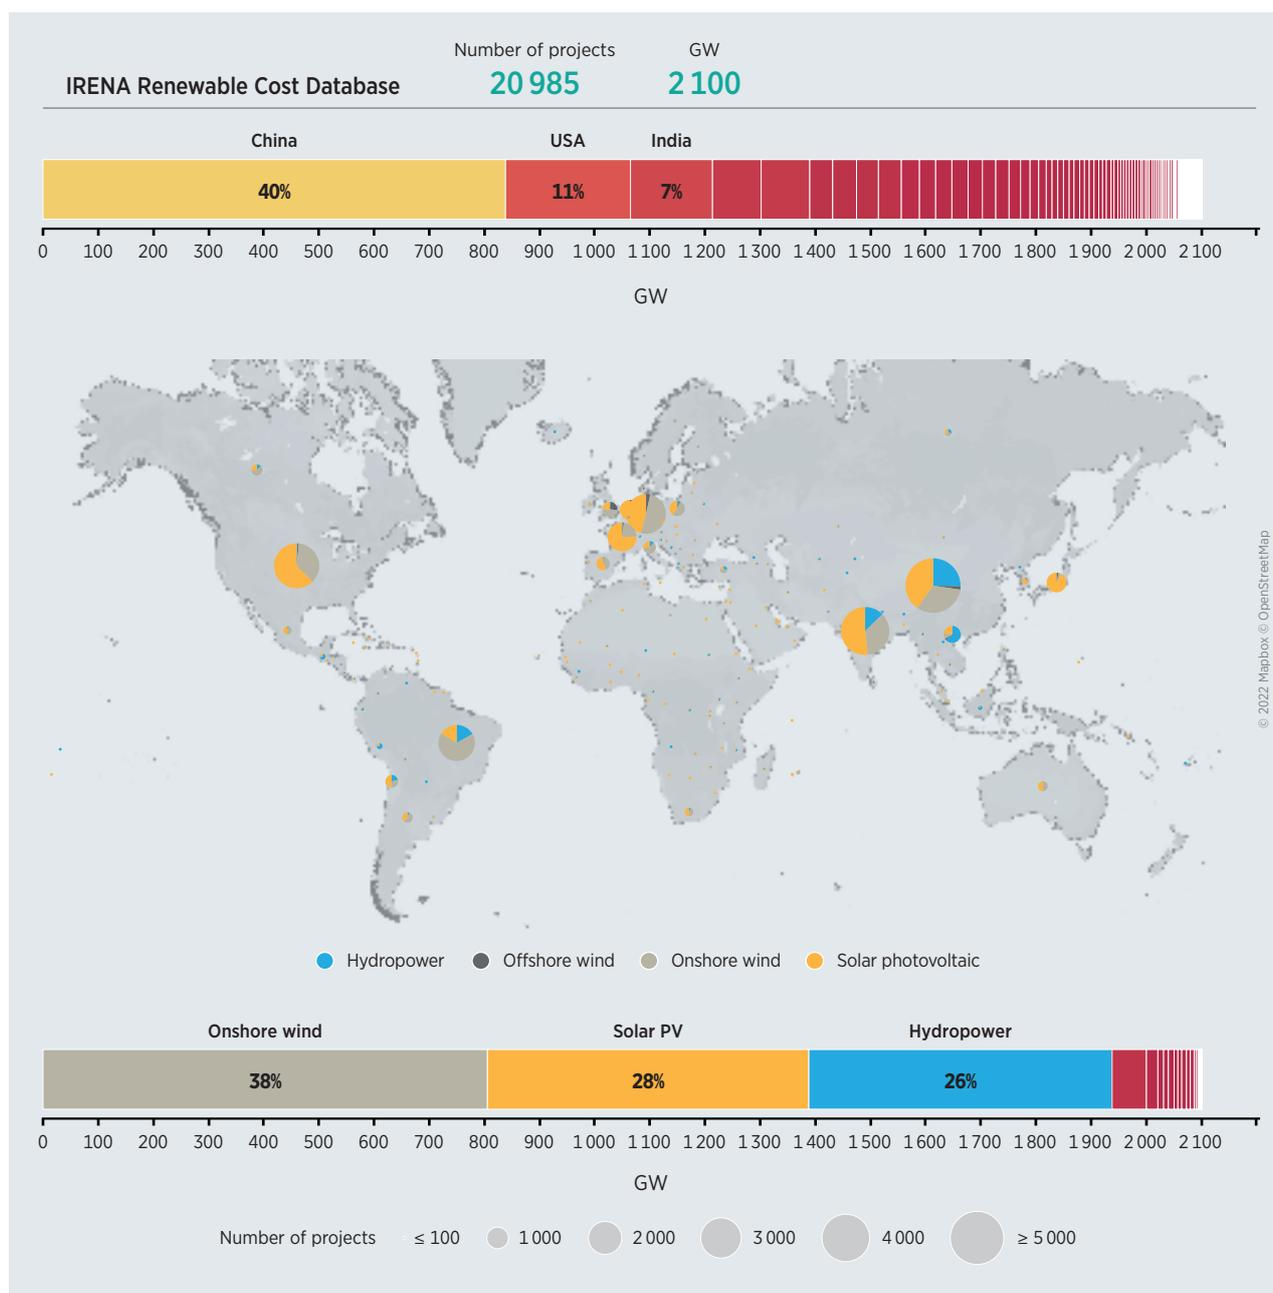 Number of projects GW
IRENA Renewable Cost Database 20 985 2 100
China USA India
40% 11% 7%
0 100 200 300 400 500 600 700 800 900 1 000 1 100 1 200 1 300 1 400 1 500 1 600 1 700 1 800 1 900 2 000 2 100
GW
© 2022 Mapbox © OpenStreetMap
Hydropower Offshore wind Onshore wind Solar photovoltaic
Onshore wind Solar PV Hydropower
38% 28% 26%
0 100 200 300 400 500 600 700 800 900 1 000 1 100 1 200 1 300 1 400 1 500 1 600 1 700 1 800 1 900 2 000 2 100
GW
Number of projects ≤ 100 1 000 2 000 3 000 4 000 ≥ 5 000